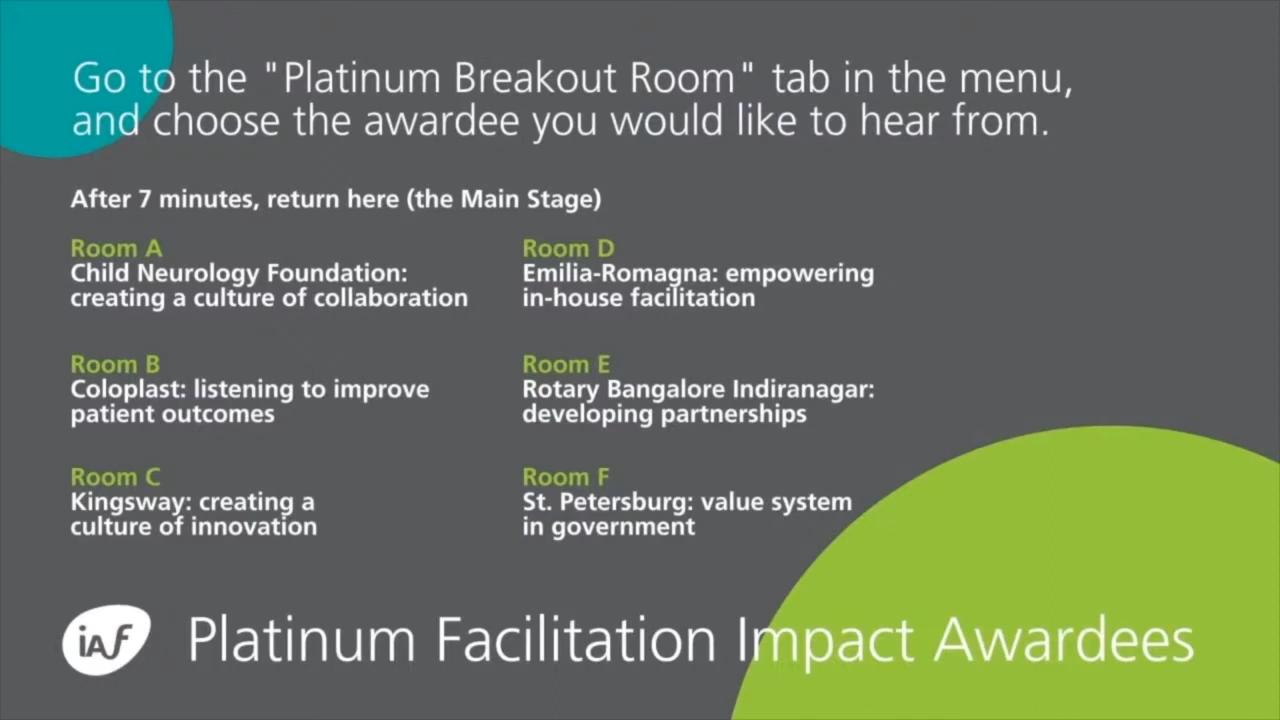 Go to the "Platinum Breakout Room" tab in the menu,
and choose the awardee you would like to hear from.
After 7 minutes, return here (the Main Stage)
Room A
Child Neurology Foundation:
creating a culture of collaboration
Room B
Coloplast: listening to improve
patient outcomes
Room C
Kingsway: creating a
culture of innovation
Room D
Emilia-Romagna: empowering
in-house facilitation
Room E
Rotary Bangalore Indiranagar:
developing partnerships
Room F
St. Petersburg: value system
in government
iaf
Platinum Facilitation Impact Awardees